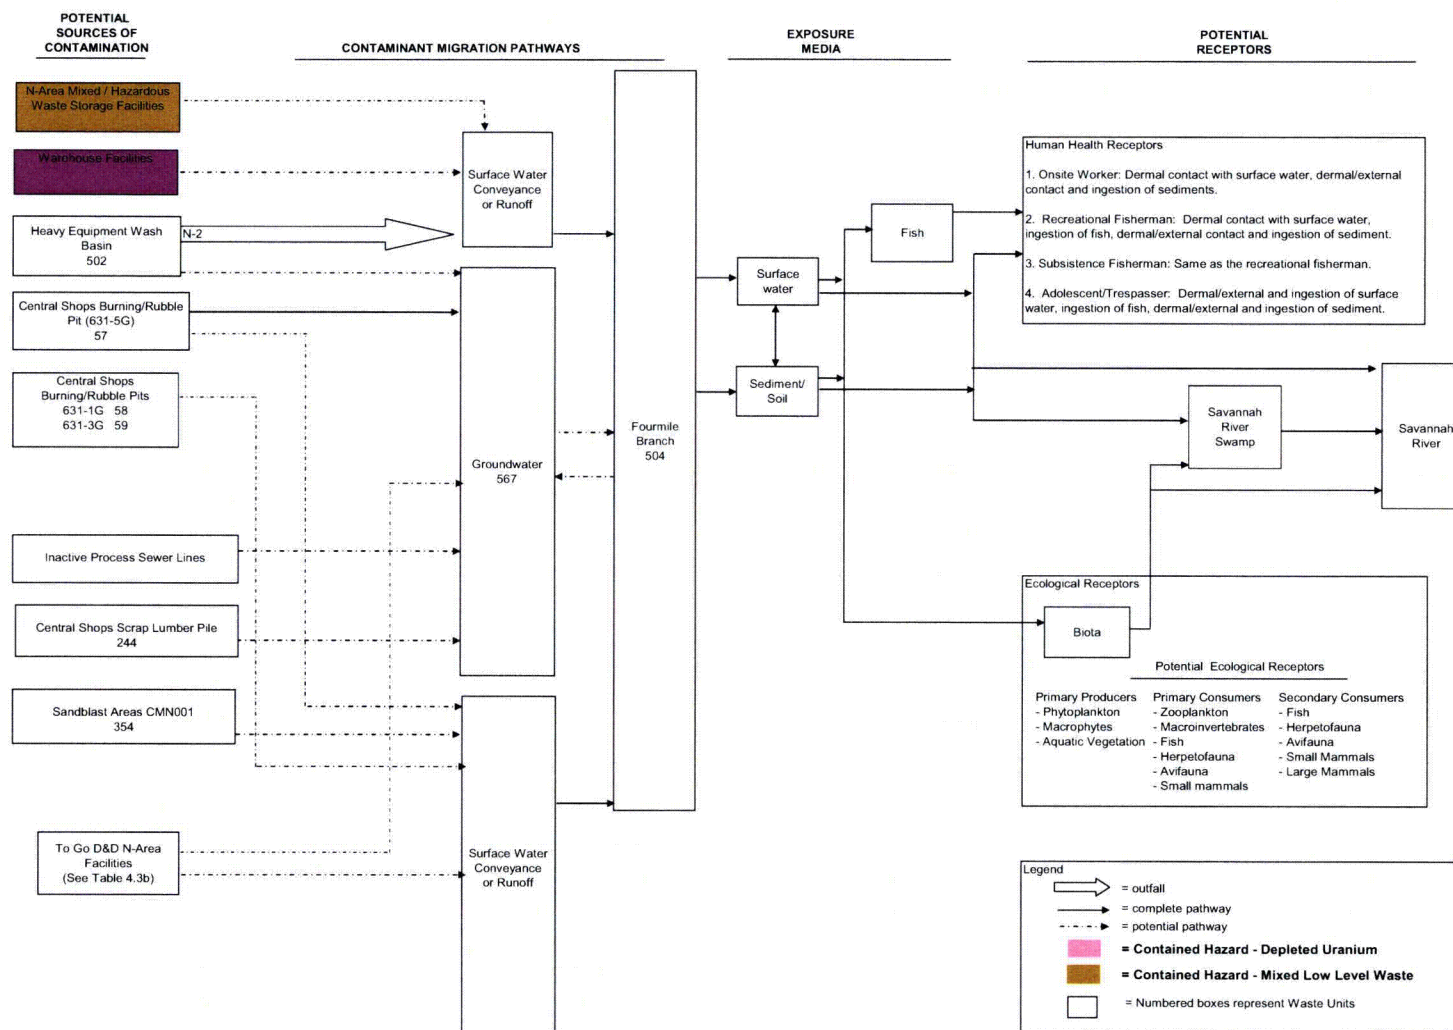 POTENTIAL
SOURCES OF
CONTAMINATION
CONTAMINANT MIGRATION PATHWAYS
EXPOSURE
MEDIA
POTENTIAL
RECEPTORS
N-Area Mixed / Hazardous
Waste Storage Facilities
Warehouse Facilities
Heavy Equipment Wash
Basin
502
N-2
Central Shops Burning/Rubble
Pit (631-5G)
57
Central Shops
Burning/Rubble Pits
631-1G 58
631-3G 59
Inactive Process Sewer Lines
Central Shops Scrap Lumber Pile
244
Sandblast Areas CMN001
354
To Go D&D N-Area
Facilities
(See Table 4.3b)
Surface Water
Conveyance
or Runoff
Groundwater
567
Surface Water
Conveyance
or Runoff
Fourmile
Branch
504
Surface
water
Sediment/
Soil
Fish
Human Health Receptors
1. Onsite Worker: Dermal contact with surface water, dermal/external
contact and ingestion of sediments.
2. Recreational Fisherman: Dermal contact with surface water,
ingestion of fish, dermal/external contact and ingestion of sediment.
3. Subsistence Fisherman: Same as the recreational fisherman.
4. Adolescent/Trespasser: Dermal/external and ingestion of surface
water, ingestion of fish, dermal/external and ingestion of sediment.
Savannah
River
Swamp
Savannah
River
Ecological Receptors
Biota
Potential Ecological Receptors
Primary Producers
- Phytoplankton
- Macrophytes
- Aquatic Vegetation
Primary Consumers
- Zooplankton
- Macroinvertebrates
- Fish
- Herpetofauna
- Avifauna
- Small mammals
Secondary Consumers
- Fish
- Herpetofauna
- Avifauna
- Small Mammals
- Large Mammals
Legend
= outfall
= complete pathway
= potential pathway
= Contained Hazard - Depleted Uranium
= Contained Hazard - Mixed Low Level Waste
= Numbered boxes represent Waste Units